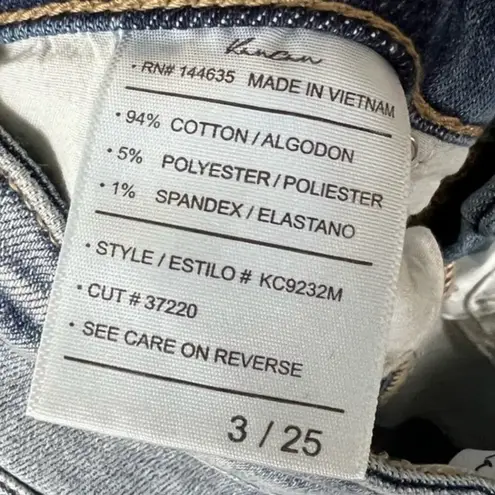 Kancan
• RN# 144635 MADE IN VIETNAM
• 94% COTTON / ALGODON
• 5% POLYESTER / POLIESTER
• 1% SPANDEX / ELASTANO
• STYLE / ESTILO # KC9232M
• CUT # 37220
• SEE CARE ON REVERSE
3 / 25